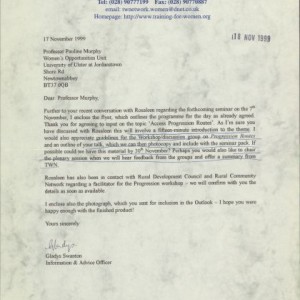 Tel: (028) 90777199 Fax: (028) 90770887
email: twnetwork.women@dnet.co.uk
Homepage: http://www.training-for-women.org
17 November 1999
18 NOV 1999
Professor Pauline Murphy
Women's Opportunities Unit
University of Ulster at Jordanstown
Shore Rd
Newtownabbey
BT37 0QB
Dear Professor Murphy
Further to your recent conversation with Rosaleen regarding the forthcoming seminar on the
November, I enclose the flyer, which outlines the programme for the day as already agreed.
Thank you for agreeing to input on the topic 'Access Progression Routes'. As I'm sure you
have discussed with Rosaleen this will involve a fifteen-minute introduction to the theme. I
would also appreciate guidelines for the Workshop/discussion group on Progression Routes
and an outline of your talk, which we can then photocopy and include with the summer pack. If
possible could we have this material by November? Perhaps you would also like to chair
the plenary session when we will hear feedback from the groups and offer a summary from
TWN.
Rosaleen has also been in contact with Rural Development Council and Rural Community
Network regarding a facilitator for the Progression workshop – we will confirm with you the
details as soon as available
I enclose also the photograph, which you sent for inclusion in the Outlook – I hope you were
happy enough with the finished product!
Yours sincerely
Gladys
Gladys Swanton
Information & Advice Officer